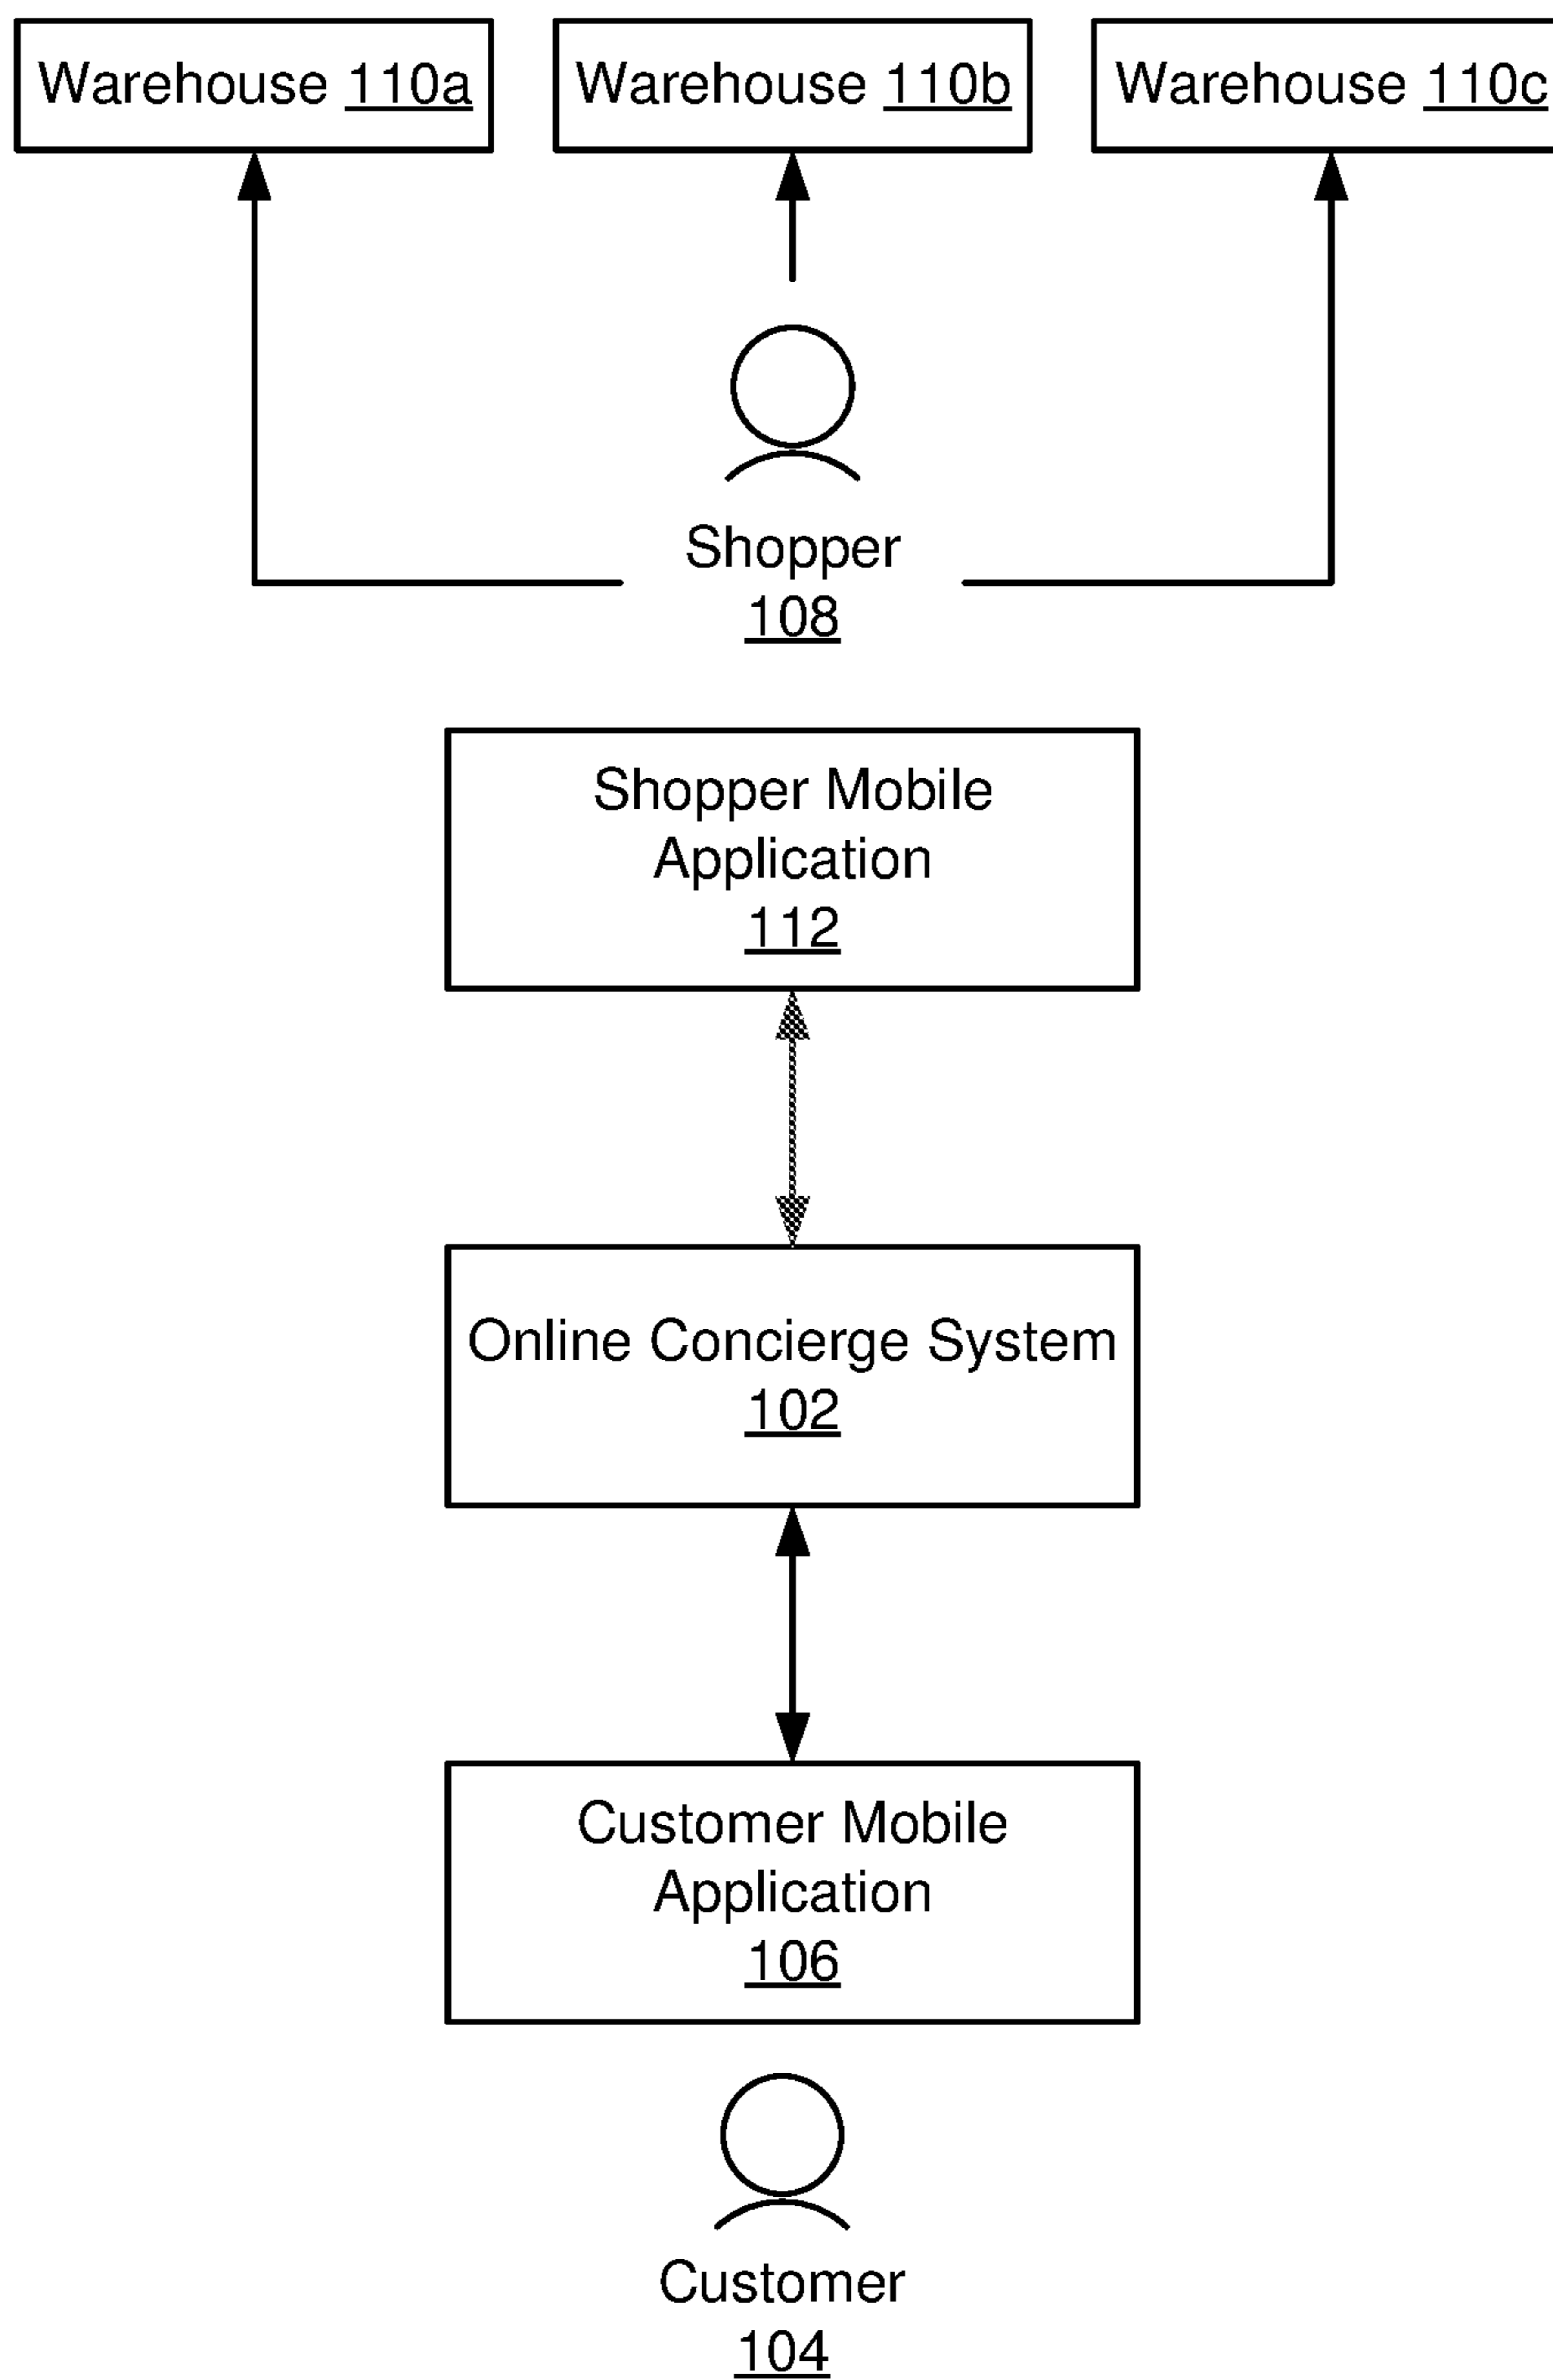 Warehouse 110a
Warehouse 110b
Warehouse 110c
Shopper
108
Shopper Mobile
Application
112
Online Concierge System
102
Customer Mobile
Application
106
Customer
104